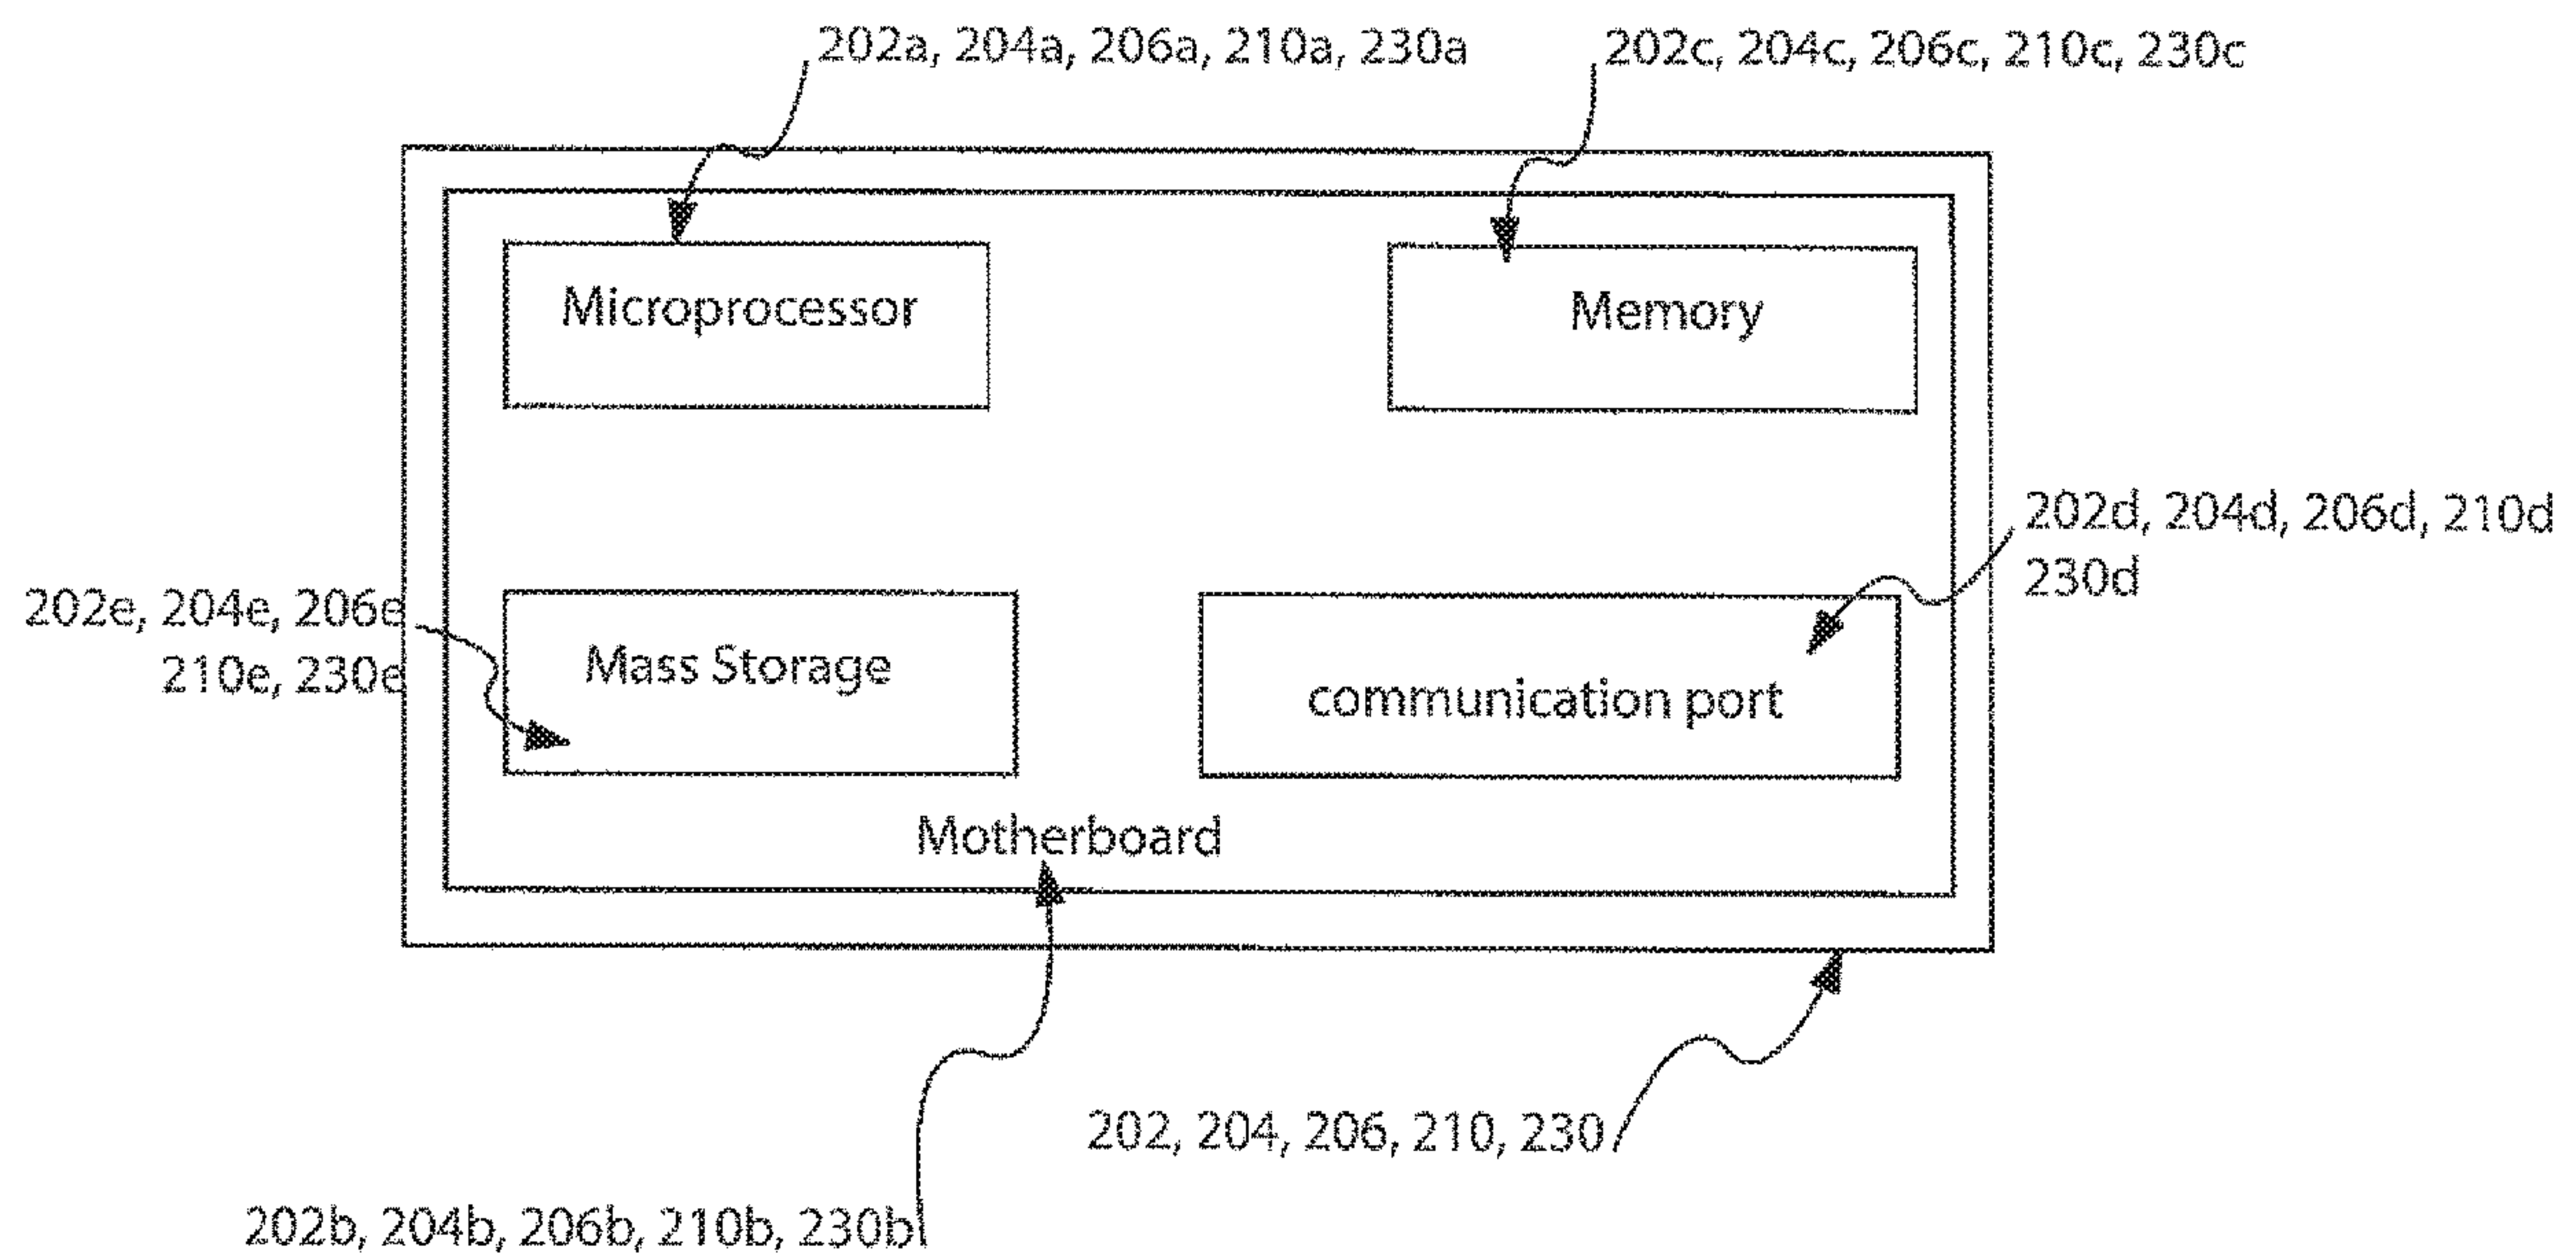 202a, 204a, 206a, 210a, 230a
202c, 204c, 206c, 210c, 230c
Microprocessor
Memory
202d, 204d, 206d, 210d
230d
202e, 204e, 206e
210e, 230e
Mass Storage
communication port
Motherboard
202, 204, 206, 210, 230
202b, 204b, 206b, 210b, 230b